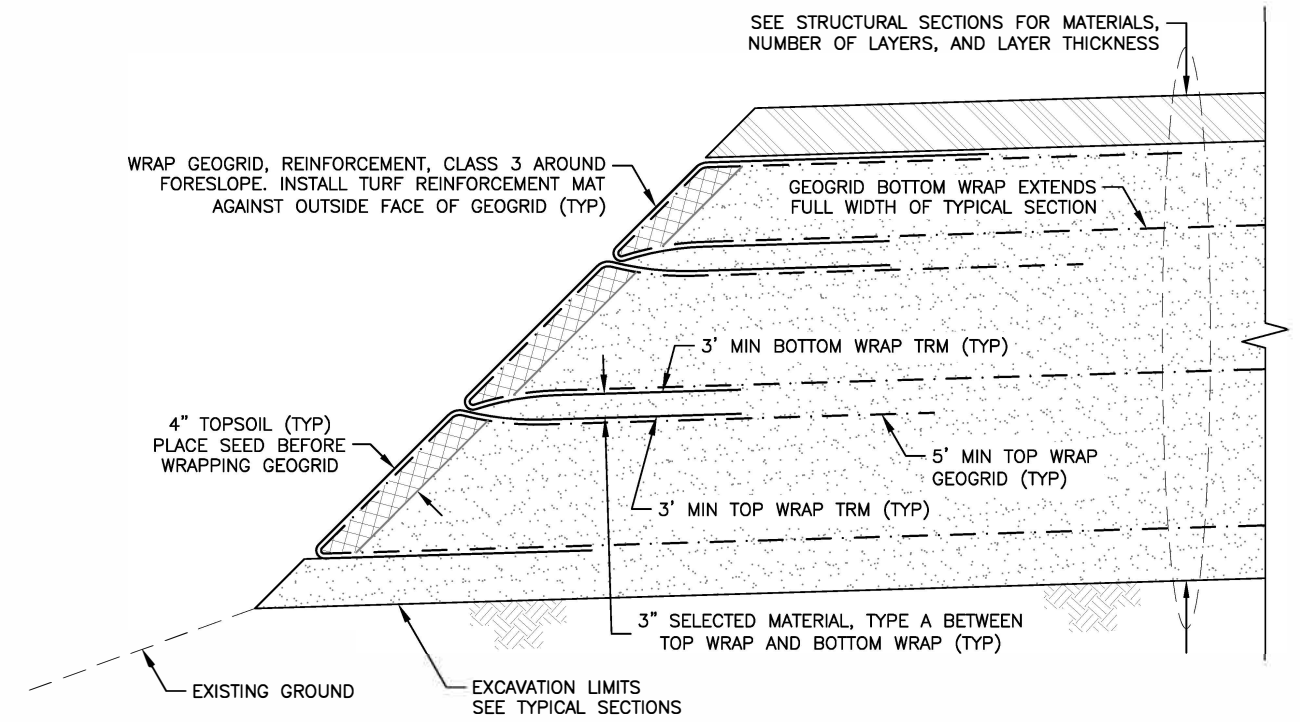 SEE STRUCTURAL SECTIONS FOR MATERIALS,
NUMBER OF LAYERS, AND LAYER THICKNESS
WRAP GEOGRID, REINFORCEMENT, CLASS 3 AROUND
FORESLOPE. INSTALL TURF REINFORCEMENT MAT
AGAINST OUTSIDE FACE OF GEOGRID (TYP)
GEOGRID BOTTOM WRAP EXTENDS
FULL WIDTH OF TYPICAL SECTION
3' MIN BOTTOM WRAP TRM (TYP)
4" TOPSOIL (TYP)
PLACE SEED BEFORE
WRAPPING GEOGRID
5' MIN TOP WRAP
GEOGRID (TYP)
3' MIN TOP WRAP TRM (TYP)
3" SELECTED MATERIAL, TYPE A BETWEEN
TOP WRAP AND BOTTOM WRAP (TYP)
EXISTING GROUND
EXCAVATION LIMITS
SEE TYPICAL SECTIONS